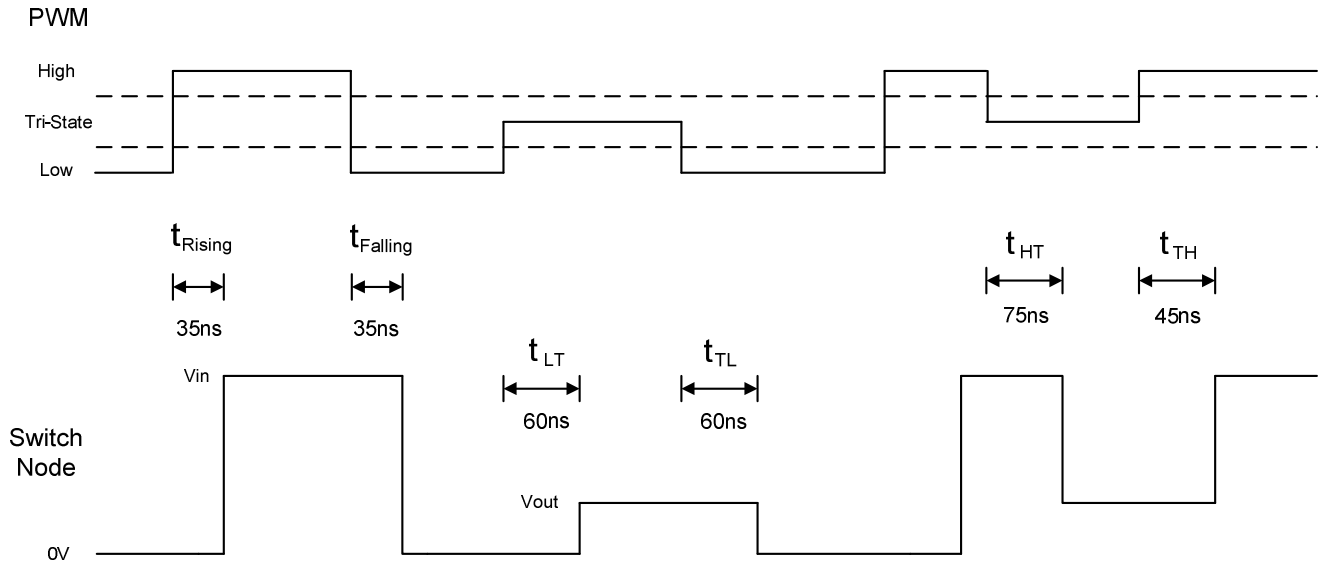 PWM
High
Tri-State
Low
tRising
tFalling
tHT
tTH
35ns
35ns
75ns
45ns
tLT
tTL
Vin
60ns
60ns
Switch
Node
Vout
0V